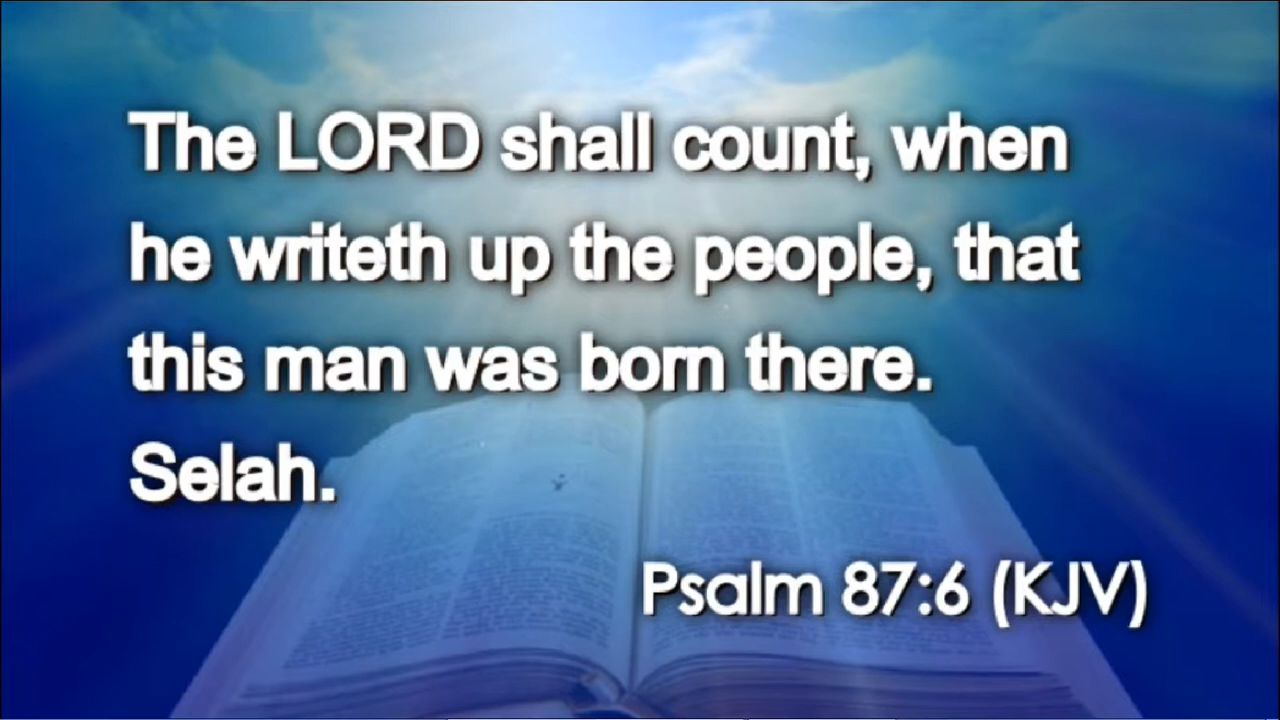 The LORD shall count, when
he writeth up the people, that
this man was born there.
Selah.
Psalm 87:6 (KJV)